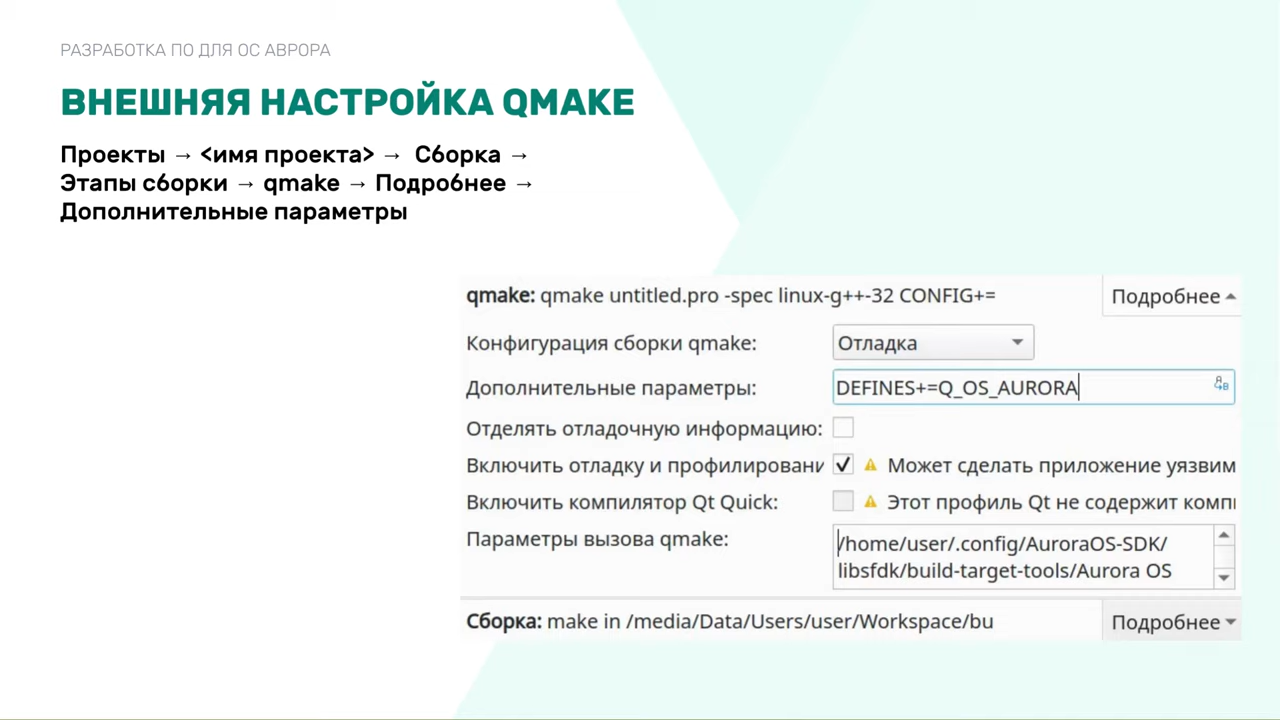 РАЗРАБОТКА ПО ДЛЯ ОС АВРОРА
ВНЕШНЯЯ НАСТРОЙКА QMAKE
Проекты → <имя проекта> → Сборка →
Этапы сборки → qmake → Подробнее →
Дополнительные параметры
qmake: qmake untitled.pro -spec linux-g++-32 CONFIG+= Подробнее
Конфигурация сборки qmake: Отладка
Дополнительные параметры: DEFINES+=Q_OS_AURORA
Отделять отладочную информацию:
Включить отладку и профилировани Может сделать приложение уязвим
Включить компилятор Qt Quick: Этот профиль Qt не содержит комп
Параметры вызова qmake: /home/user/.config/AuroraOS-SDK/
libsfdk/build-target-tools/Aurora OS
Сборка: make in /media/Data/Users/user/Workspace/bu Подробнее